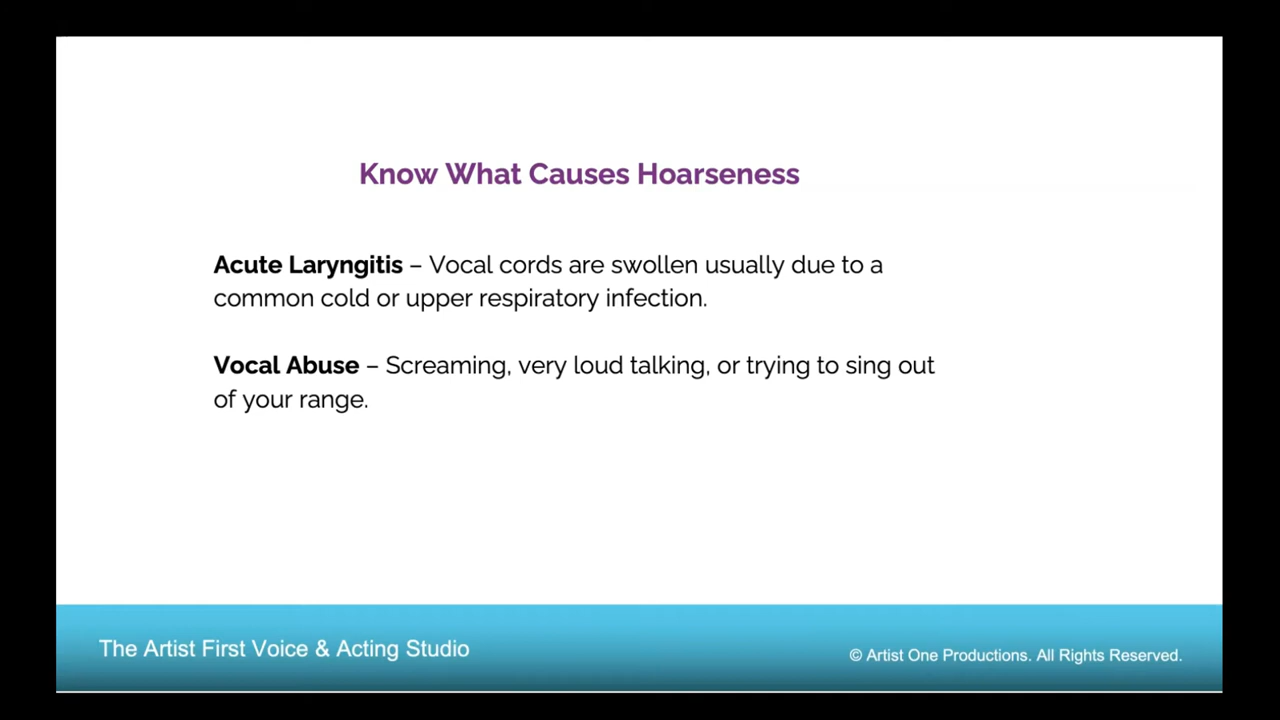 Know What Causes Hoarseness
Acute Laryngitis – Vocal cords are swollen usually due to a
common cold or upper respiratory infection.
Vocal Abuse – Screaming, very loud talking, or trying to sing out
of your range.
The Artist First Voice & Acting Studio
© Artist One Productions. All Rights Reserved.